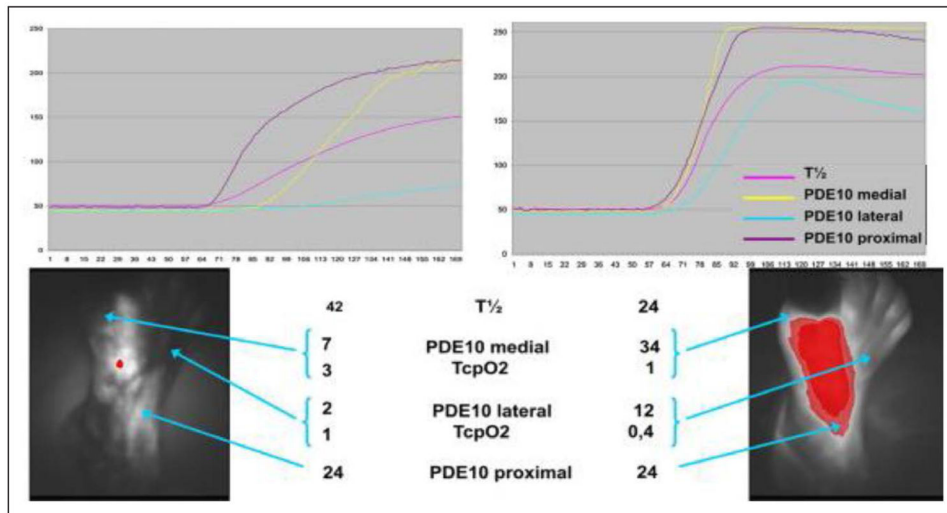 250
200
150
100
50
0
1 8 15 22 29 36 43 50 57 64 71 78 85 92 99 106 113 120 127 134 141 148 155 162 169
250
200
150
100
50
0
1 8 15 22 29 36 43 50 57 64 71 78 85 92 99 106 113 120 127 134 141 148 155 162 169
T½
PDE10 medial
PDE10 lateral
PDE10 proximal
42 T½ 24
7 PDE10 medial 34
3 TcpO2 1
2 PDE10 lateral 12
1 TcpO2 0,4
24 PDE10 proximal 24